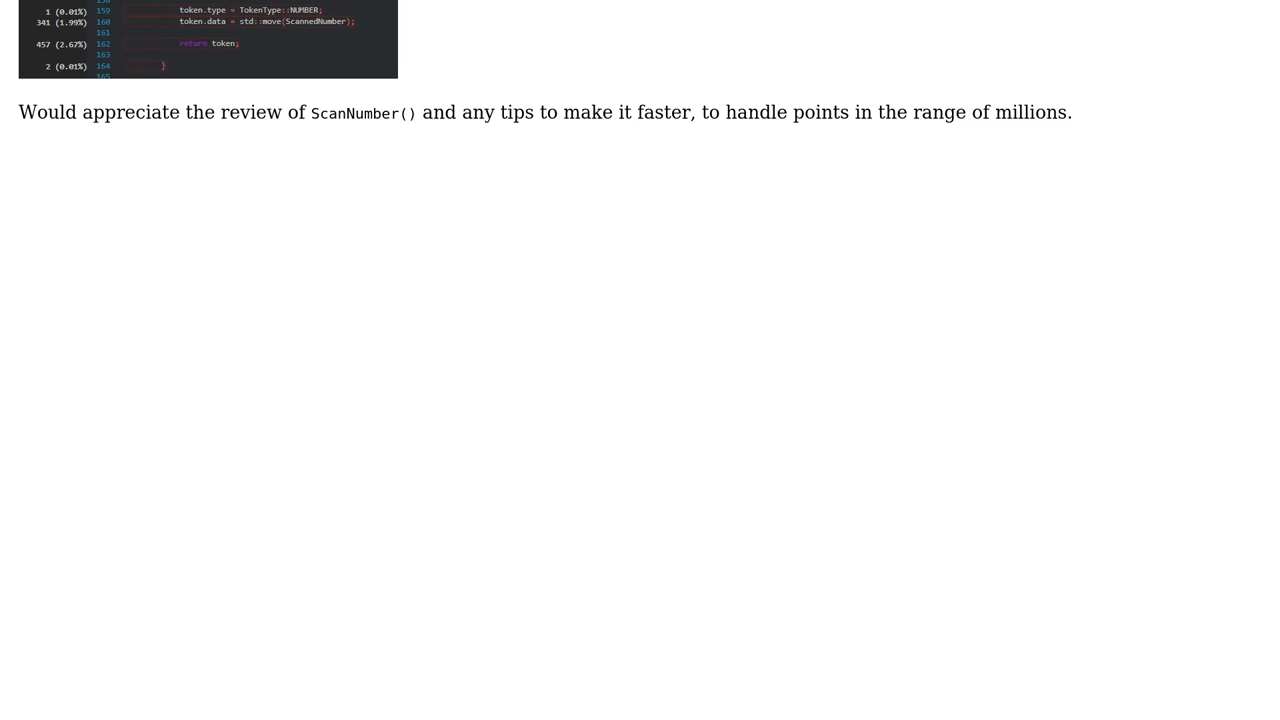 1 (0.01%) 159 token.type = TokenType::NUMBER;
341 (1.99%) 160 token.data = std::move(ScannedNumber);
161
457 (2.67%) 162 return token;
163
2 (0.01%) 164 }
165
Would appreciate the review of ScanNumber() and any tips to make it faster, to handle points in the range of millions.